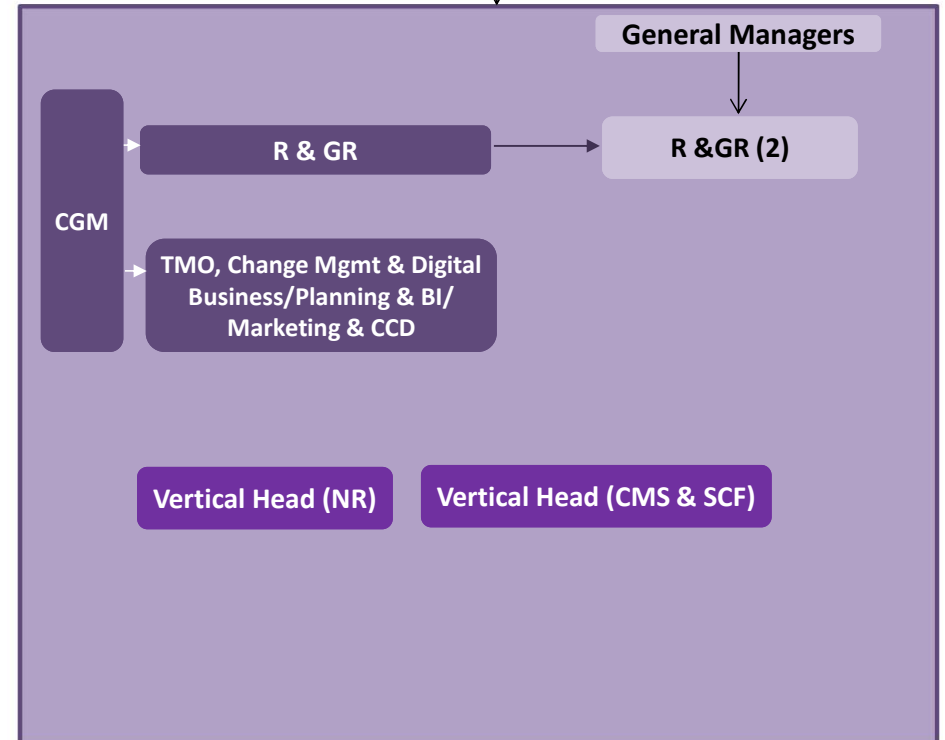 General Managers
CGM
R & GR
R &GR (2)
TMO, Change Mgmt & Digital
Business/Planning & BI/
Marketing & CCD
Vertical Head (NR)
Vertical Head (CMS & SCF)